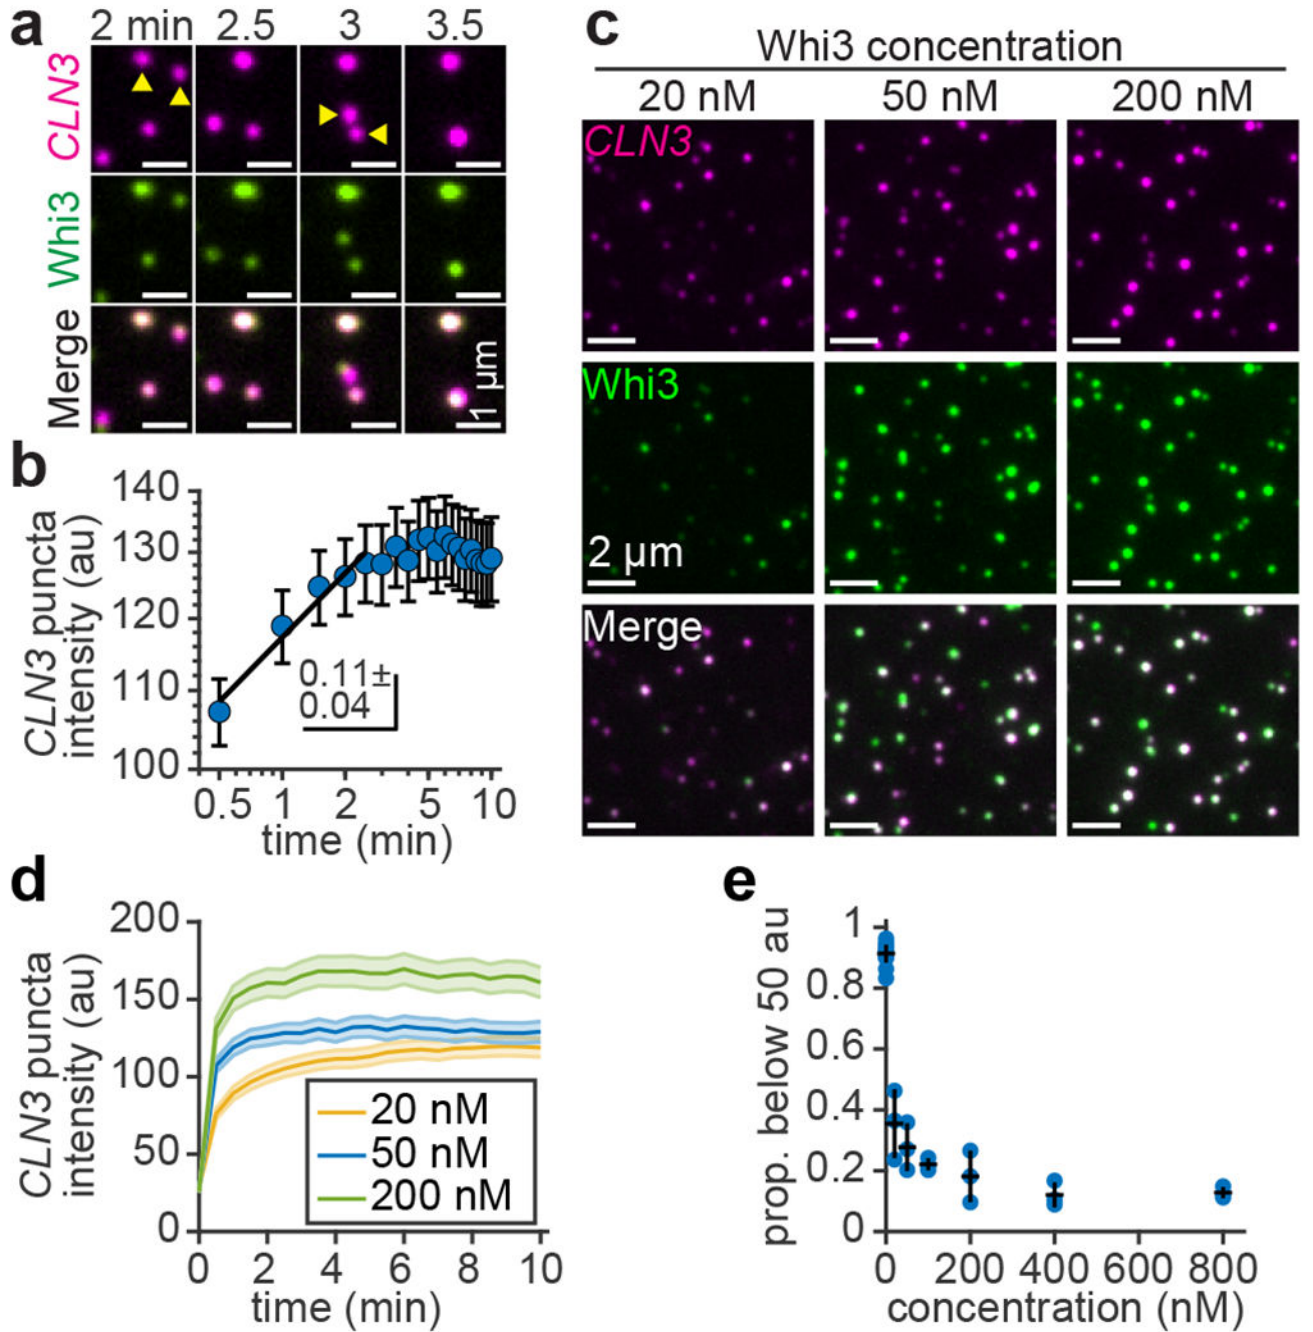 a
2 min 2.5 3 3.5
CLN3
Whi3
Merge
1 µm
b
CLN3 puncta
intensity (au)
140
130
120
110
100
0.11±
0.04
0.5 1 2 5 10
time (min)
c
Whi3 concentration
20 nM 50 nM 200 nM
CLN3
Whi3
2 µm
Merge
d
CLN3 puncta
intensity (au)
200
150
100
50
0
20 nM
50 nM
200 nM
0 2 4 6 8 10
time (min)
e
prop. below 50 au
1
0.8
0.6
0.4
0.2
0
0 200 400 600 800
concentration (nM)